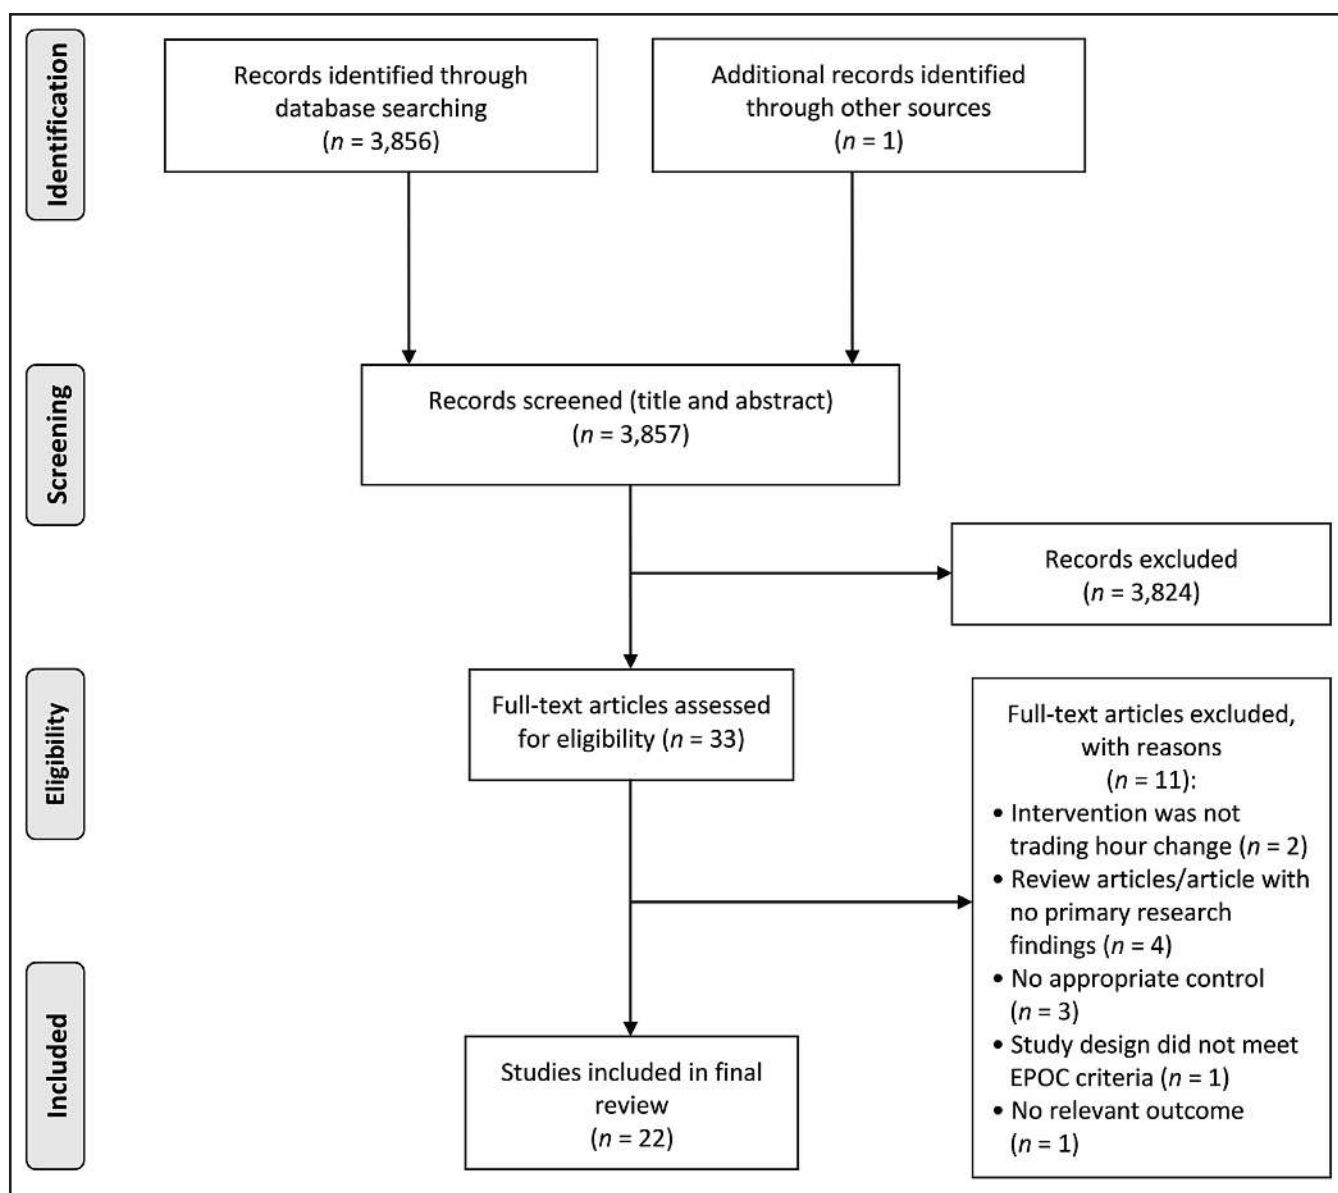 Identification
Records identified through
database searching
(n = 3,856)
Additional records identified
through other sources
(n = 1)
Screening
Records screened (title and abstract)
(n = 3,857)
Records excluded
(n = 3,824)
Eligibility
Full-text articles assessed
for eligibility (n = 33)
Full-text articles excluded,
with reasons
(n = 11):
• Intervention was not
trading hour change (n = 2)
• Review articles/article with
no primary research
findings (n = 4)
• No appropriate control
(n = 3)
• Study design did not meet
EPOC criteria (n = 1)
• No relevant outcome
(n = 1)
Included
Studies included in final
review
(n = 22)